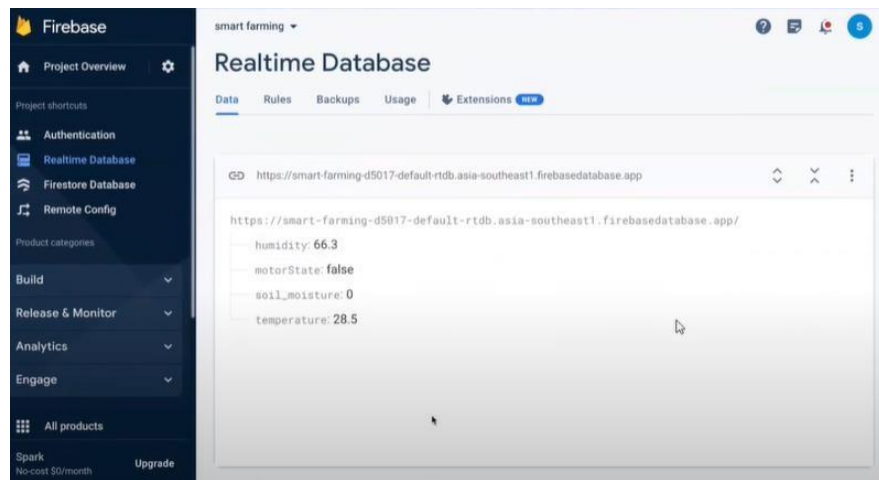 Firebase
Project Overview
Project shortcuts
Authentication
Realtime Database
Firestore Database
Remote Config
Product categories
Build
Release & Monitor
Analytics
Engage
All products
Spark
No-cost $0/month
Upgrade
smart farming
S
Realtime Database
Data Rules Backups Usage Extensions NEW
https://smart-farming-d5017-default-rtdb.asia-southeast1.firebasedatabase.app
https://smart-farming-d5017-default-rtdb.asia-southeast1.firebasedatabase.app/
humidity: 66.3
motorState: false
soil_moisture: 0
temperature: 28.5